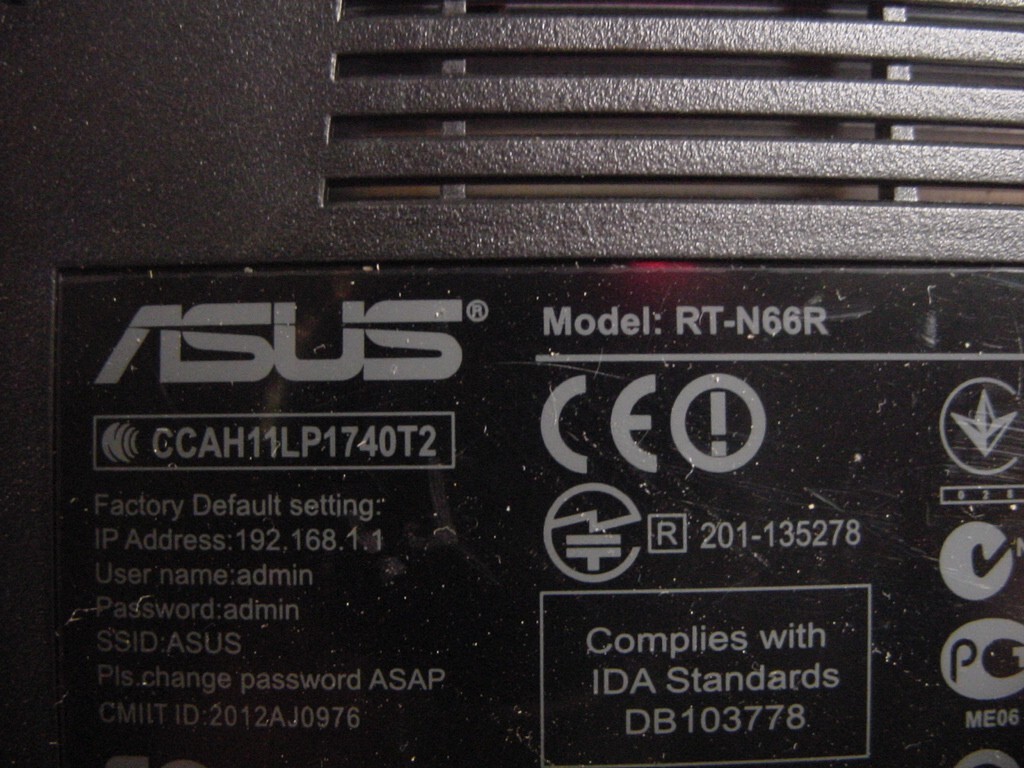 ASUS®
Model: RT-N66R
CCAH11LP1740T2
Factory Default setting:
IP Address:192.168.1.1
User name:admin
Password:admin
SSID:ASUS
Pls.change password ASAP
CMIIT ID:2012AJ0976
CE
R 201-135278
Complies with
IDA Standards
DB103778
ME06